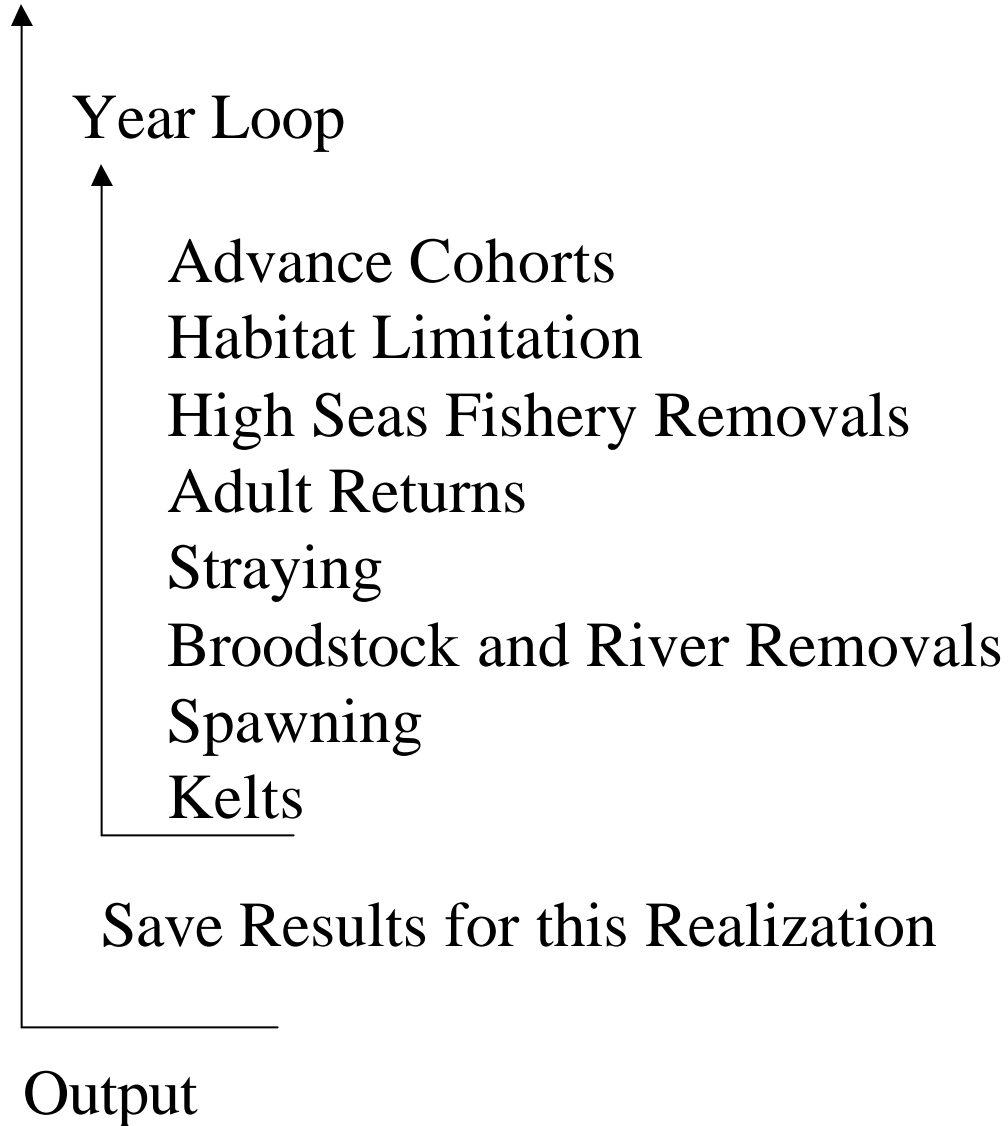 Year Loop
Advance Cohorts
Habitat Limitation
High Seas Fishery Removals
Adult Returns
Straying
Broodstock and River Removals
Spawning
Kelts
Save Results for this Realization
Output